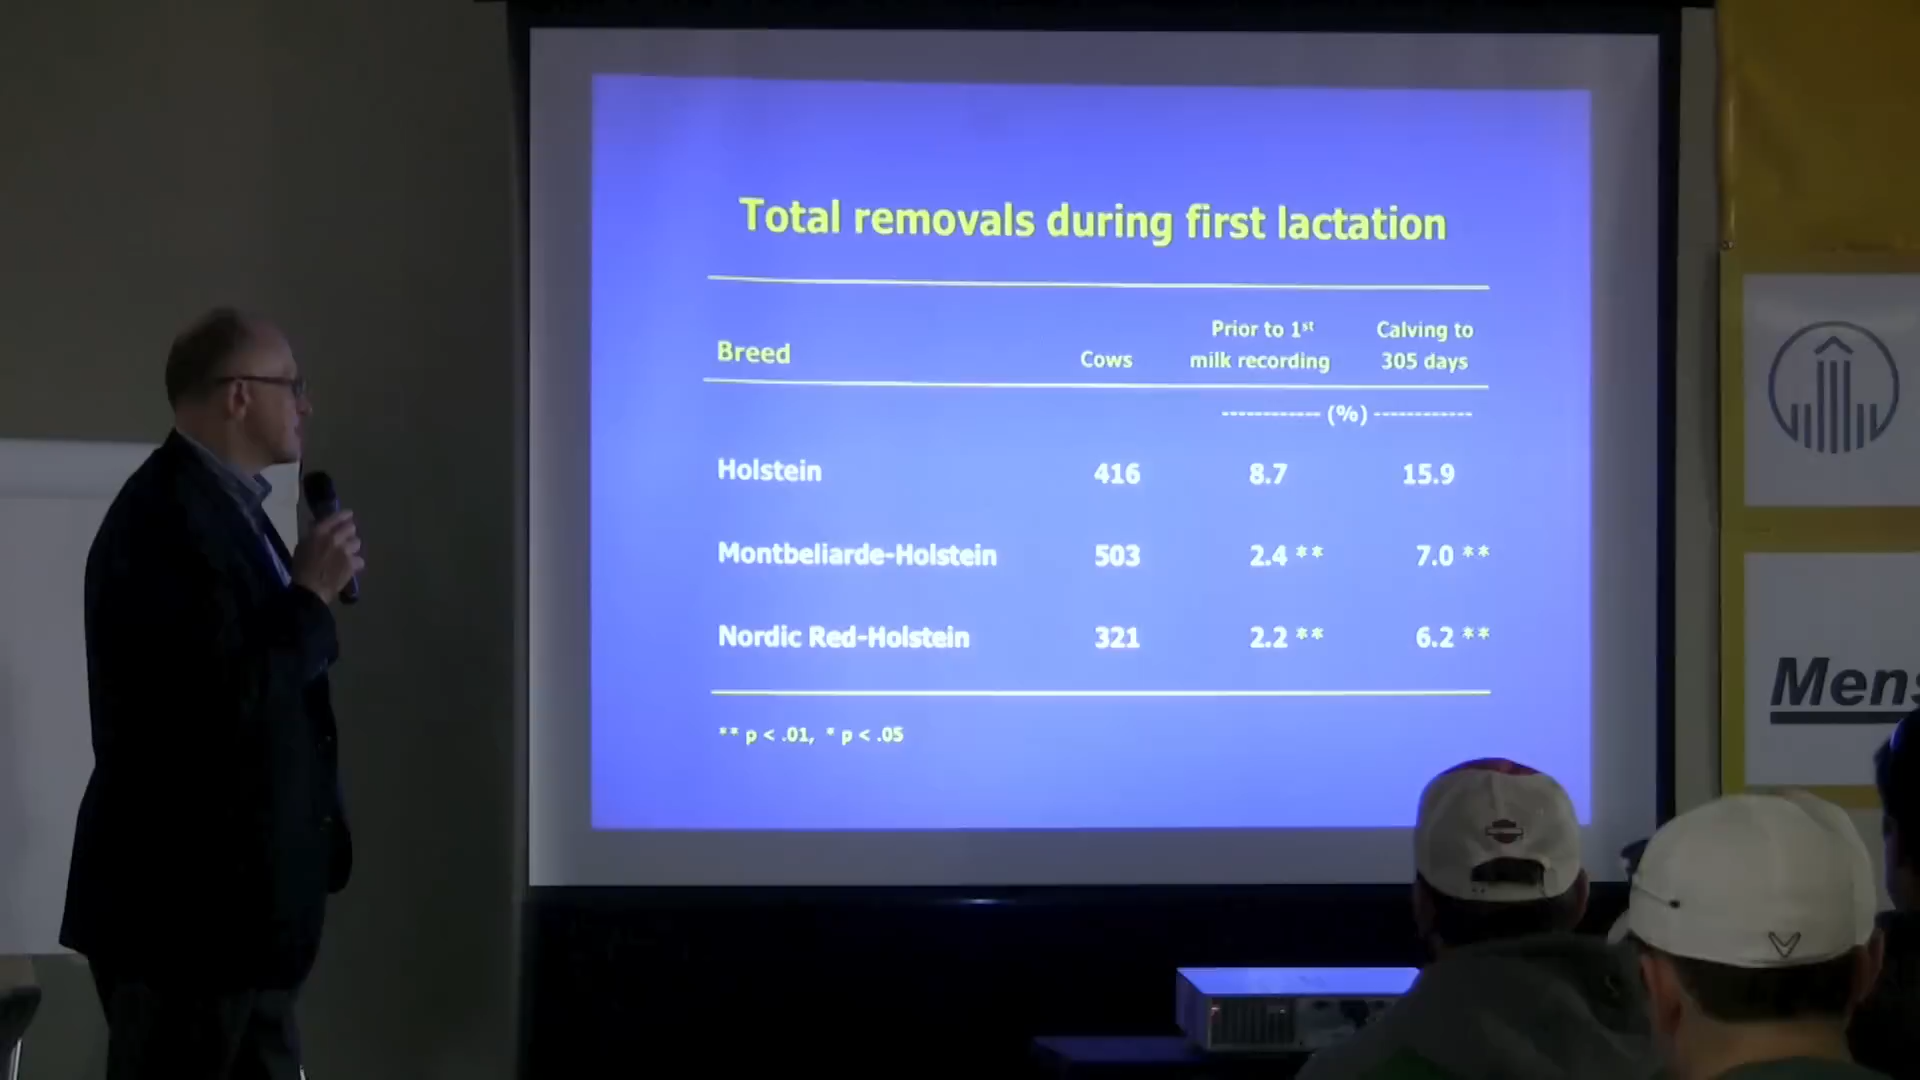 Total removals during first lactation
Breed Cows Prior to 1st milk recording Calving to 305 days
------------ (%) ------------
Holstein 416 8.7 15.9
Montbeliarde-Holstein 503 2.4 ** 7.0 **
Nordic Red-Holstein 321 2.2 ** 6.2 **
** p < .01, * p < .05
Mens